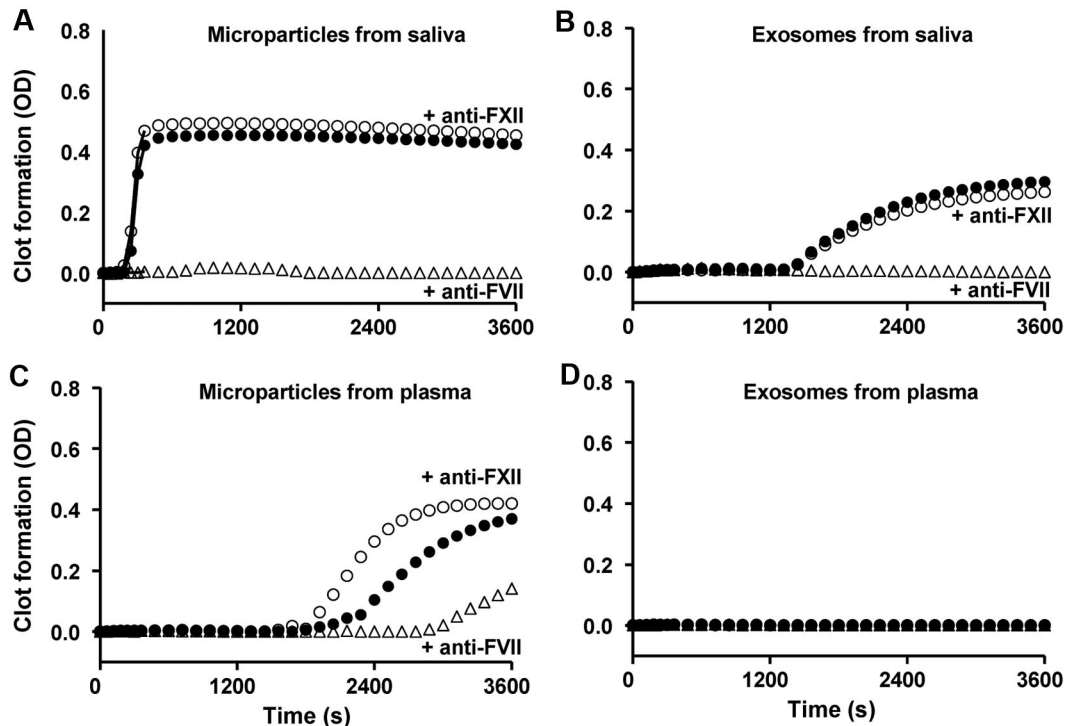 A
Microparticles from saliva
Clot formation (OD)
0.8
0.6
0.4
0.2
0.0
+ anti-FXII
+ anti-FVII
0 1200 2400 3600
B
Exosomes from saliva
0.8
0.6
0.4
0.2
0.0
+ anti-FXII
+ anti-FVII
0 1200 2400 3600
C
Microparticles from plasma
Clot formation (OD)
0.8
0.6
0.4
0.2
0.0
+ anti-FXII
+ anti-FVII
0 1200 2400 3600
Time (s)
D
Exosomes from plasma
0.8
0.6
0.4
0.2
0.0
0 1200 2400 3600
Time (s)